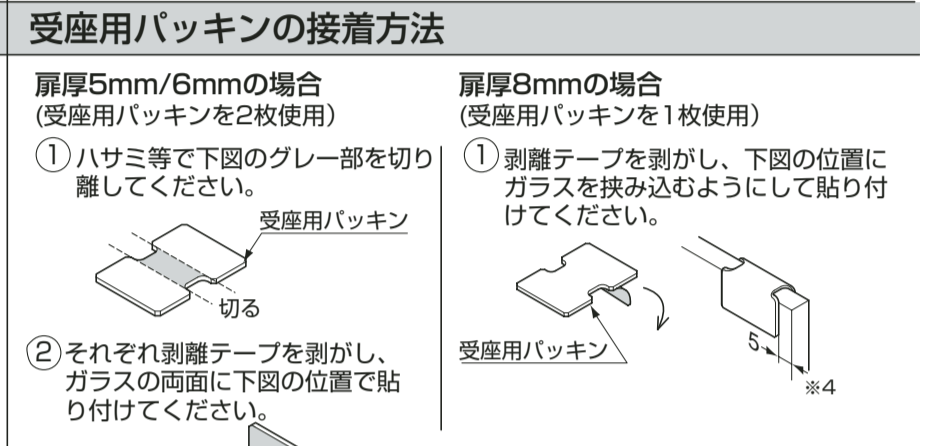 受座用パッキンの接着方法
扉厚5mm/6mmの場合
(受座用パッキンを2枚使用)
① ハサミ等で下図のグレー部を切り
離してください。
受座用パッキン
切る
② それぞれ剥離テープを剥がし、
ガラスの両面に下図の位置で貼
り付けてください。
扉厚8mmの場合
(受座用パッキンを1枚使用)
① 剥離テープを剥がし、下図の位置に
ガラスを挟み込むようにして貼り付
けてください。
受座用パッキン
5
※4